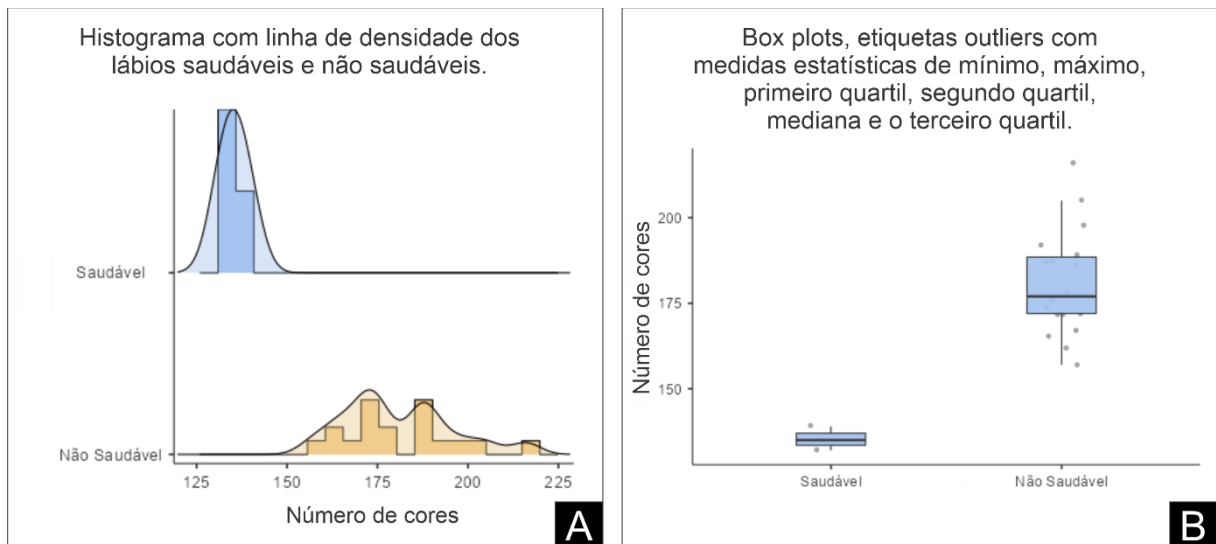 Histograma com linha de densidade dos
lábios saudáveis e não saudáveis.
Saudável
Não Saudável
125
150
175
200
225
Número de cores
A
Box plots, etiquetas outliers com
medidas estatísticas de mínimo, máximo,
primeiro quartil, segundo quartil,
mediana e o terceiro quartil.
Número de cores
200
175
150
Saudável
Não Saudável
B